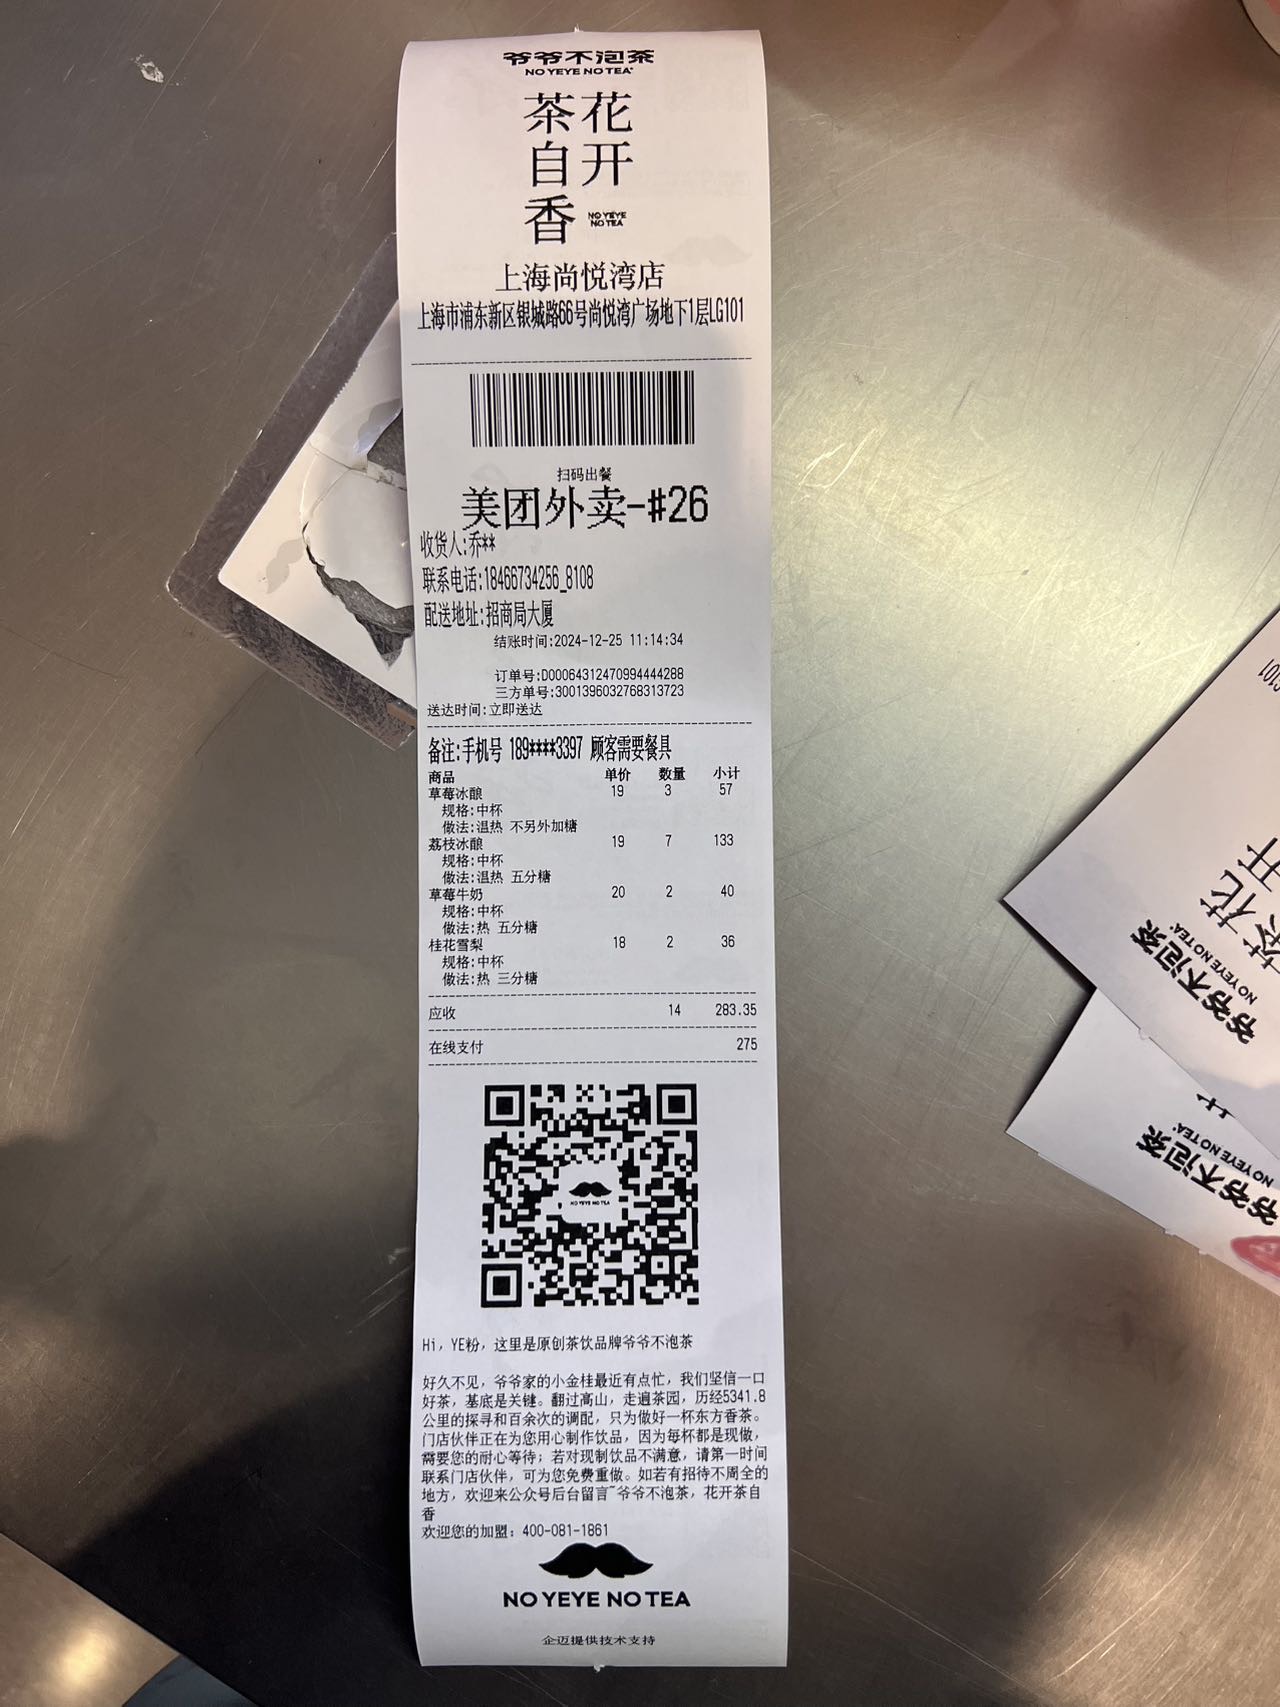 爷爷不泡茶
NO YEYE NO TEA
花开
茶自香
NO YEYE
NO TEA
上海尚悦湾店
上海市浦东新区银城路66号尚悦湾广场地下1层LG101
扫码出餐
美团外卖-#26
收货人:乔**
联系电话:18466734256_8108
配送地址:招商局大厦
结账时间:2024-12-25 11:14:34
订单号:D00064312470994444288
三方单号:3001396032768313723
送达时间:立即送达
备注:手机号 189****3397 顾客需要餐具
商品 单价 数量 小计
草莓冰酿 19 3 57
规格:中杯
做法:温热 不另外加糖
荔枝冰酿 19 7 133
规格:中杯
做法:温热 五分糖
草莓牛奶 20 2 40
规格:中杯
做法:热 五分糖
桂花雪梨 18 2 36
规格:中杯
做法:热 三分糖
应收 14 283.35
在线支付 275
NO YEYE NO TEA
Hi，YE粉，这里是原创茶饮品牌爷爷不泡茶
好久不见，爷爷家的小金桂最近有点忙，我们坚信一口
好茶，基底是关键。翻过高山，走遍茶园，历经5341.8
公里的探寻和百余次的调配，只为做好一杯东方香茶。
门店伙伴正在为您用心制作饮品，因为每杯都是现做，
需要您的耐心等待；若对现制饮品不满意，请第一时间
联系门店伙伴，可为您免费重做。如若有招待不周全的
地方，欢迎来公众号后台留言~爷爷不泡茶，花开茶自
香
欢迎您的加盟：400-081-1861
NO YEYE NO TEA
企迈提供技术支持
爷爷不泡茶
NO YEYE NO TEA
爷爷不泡茶
NO YEYE NO TEA